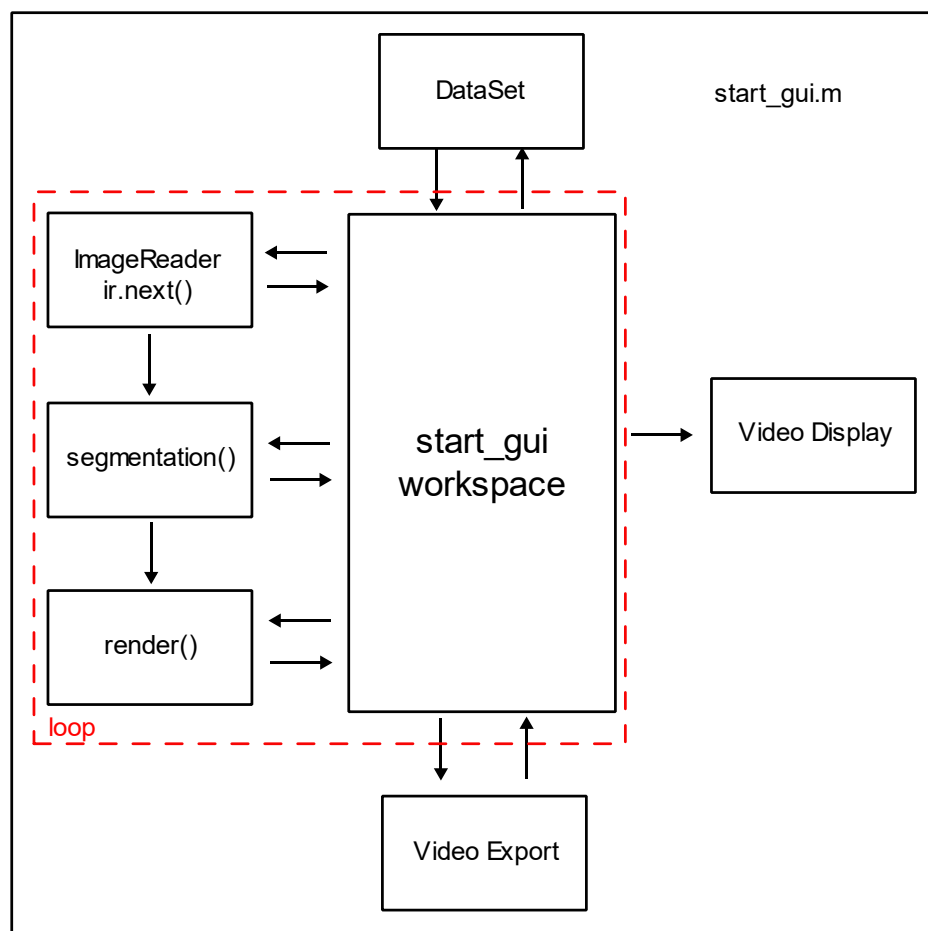 DataSet
start_gui.m
ImageReader
ir.next()
segmentation()
start_gui
workspace
Video Display
render()
loop
Video Export